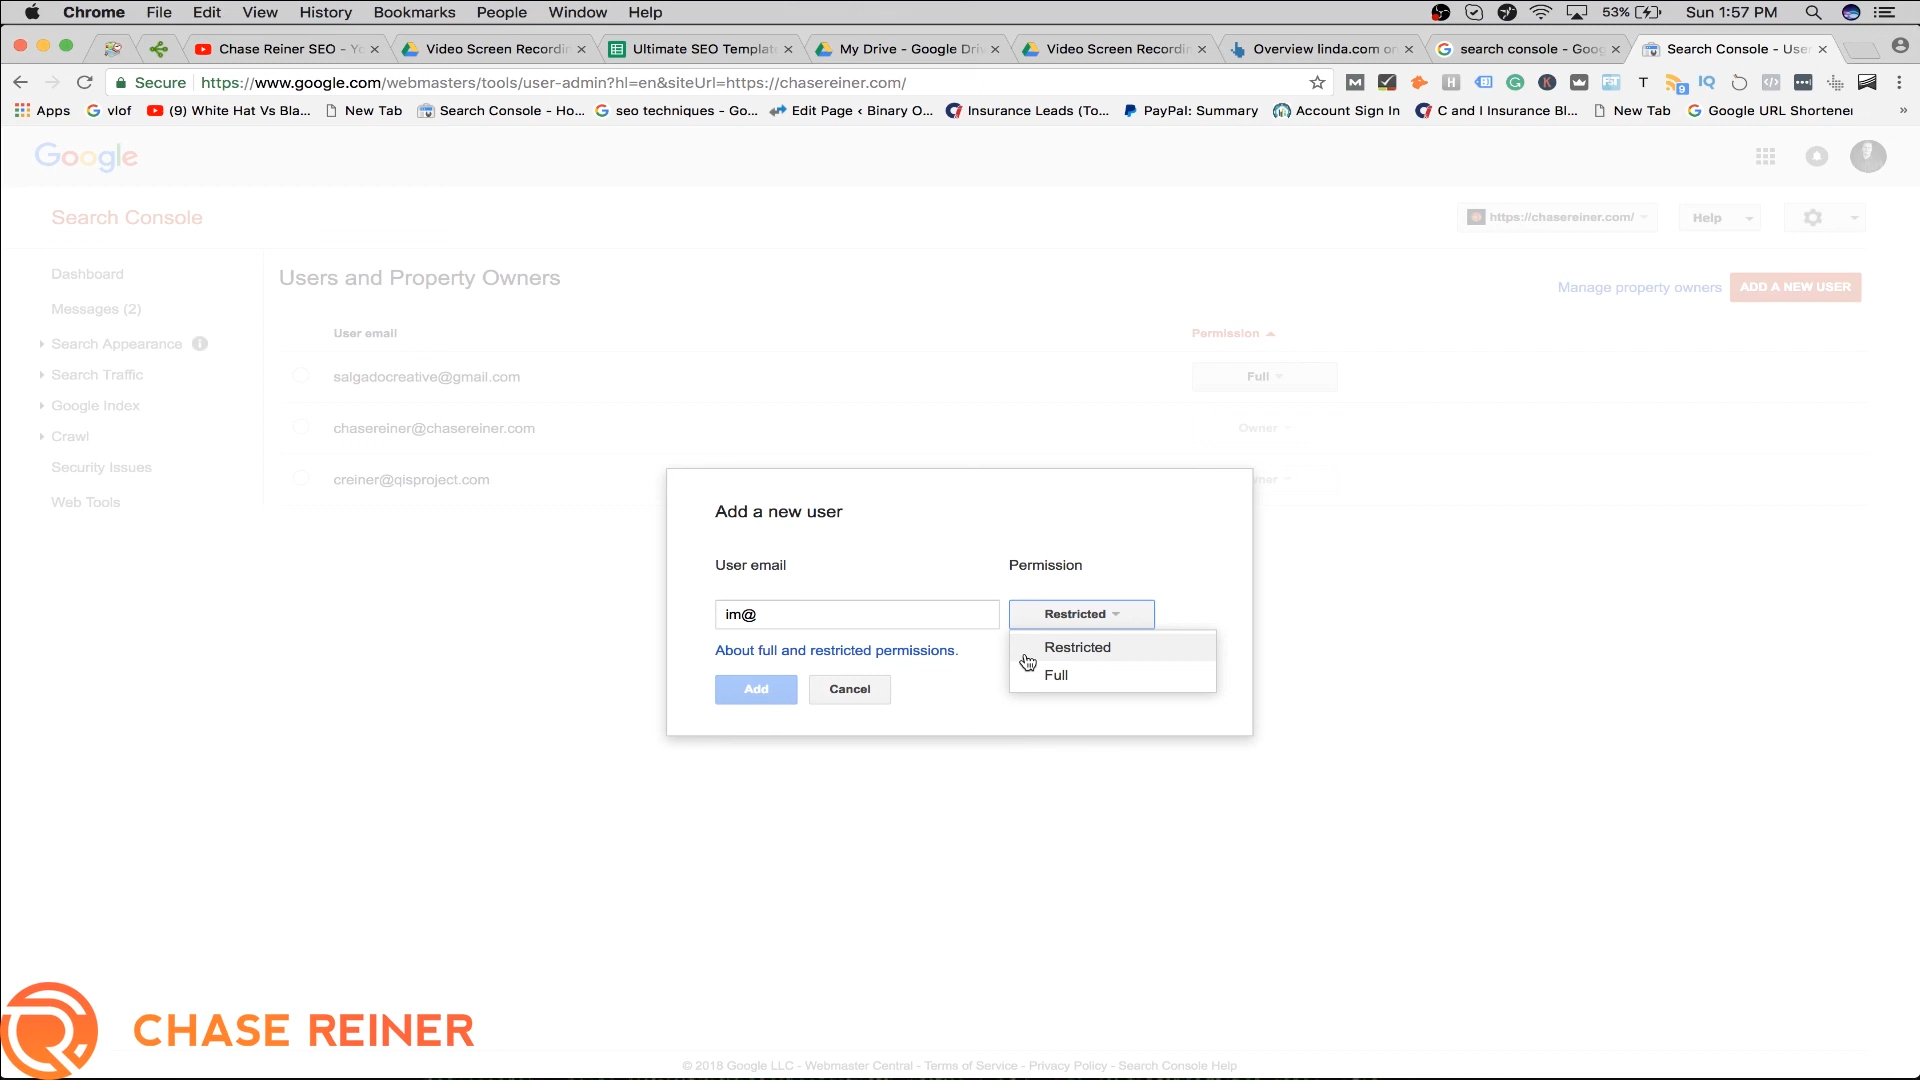 Chrome File Edit View History Bookmarks People Window Help 53% Sun 1:57 PM
Chase Reiner SEO - Yo Video Screen Recordin Ultimate SEO Template My Drive - Google Driv Video Screen Recordin Overview linda.com on search console - Goog Search Console - User
Secure https://www.google.com/webmasters/tools/user-admin?hl=en&siteUrl=https://chasereiner.com/
Apps vlof (9) White Hat Vs Bla... New Tab Search Console - Ho... seo techniques - Go... Edit Page ‹ Binary O... Insurance Leads (To... PayPal: Summary Account Sign In C and I Insurance Bl... New Tab Google URL Shortener »
Google
Search Console https://chasereiner.com/ Help
Dashboard
Messages (2)
Search Appearance
Search Traffic
Google Index
Crawl
Security Issues
Web Tools
Users and Property Owners
Manage property owners ADD A NEW USER
User email Permission
salgadocreative@gmail.com Full
chasereiner@chasereiner.com Owner
creiner@qisproject.com
Add a new user
User email Permission
im@ Restricted
Restricted
Full
About full and restricted permissions.
Add Cancel
CHASE REINER
© 2018 Google LLC - Webmaster Central - Terms of Service - Privacy Policy - Search Console Help